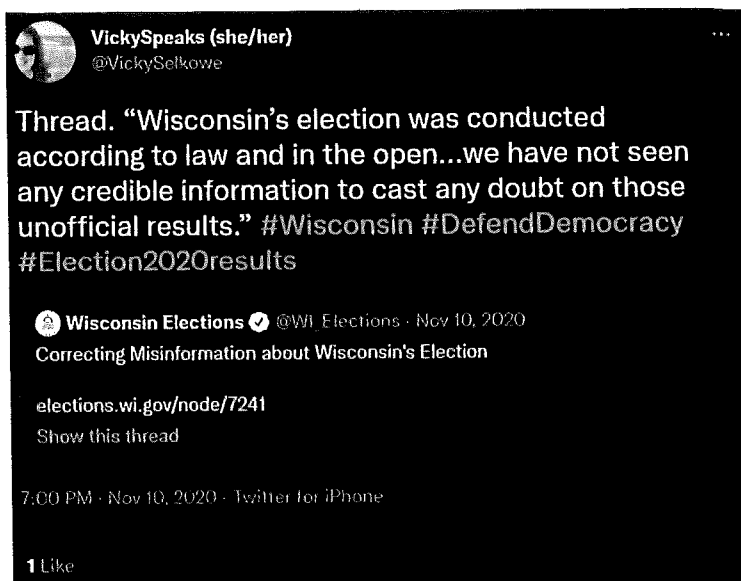 VickySpeaks (she/her)
@VickySelkowe
Thread. “Wisconsin’s election was conducted
according to law and in the open...we have not seen
any credible information to cast any doubt on those
unofficial results.” #Wisconsin #DefendDemocracy
#Election2020results
Wisconsin Elections @WI_Elections · Nov 10, 2020
Correcting Misinformation about Wisconsin's Election
elections.wi.gov/node/7241
Show this thread
7:00 PM · Nov 10, 2020 · Twitter for iPhone
1 Like